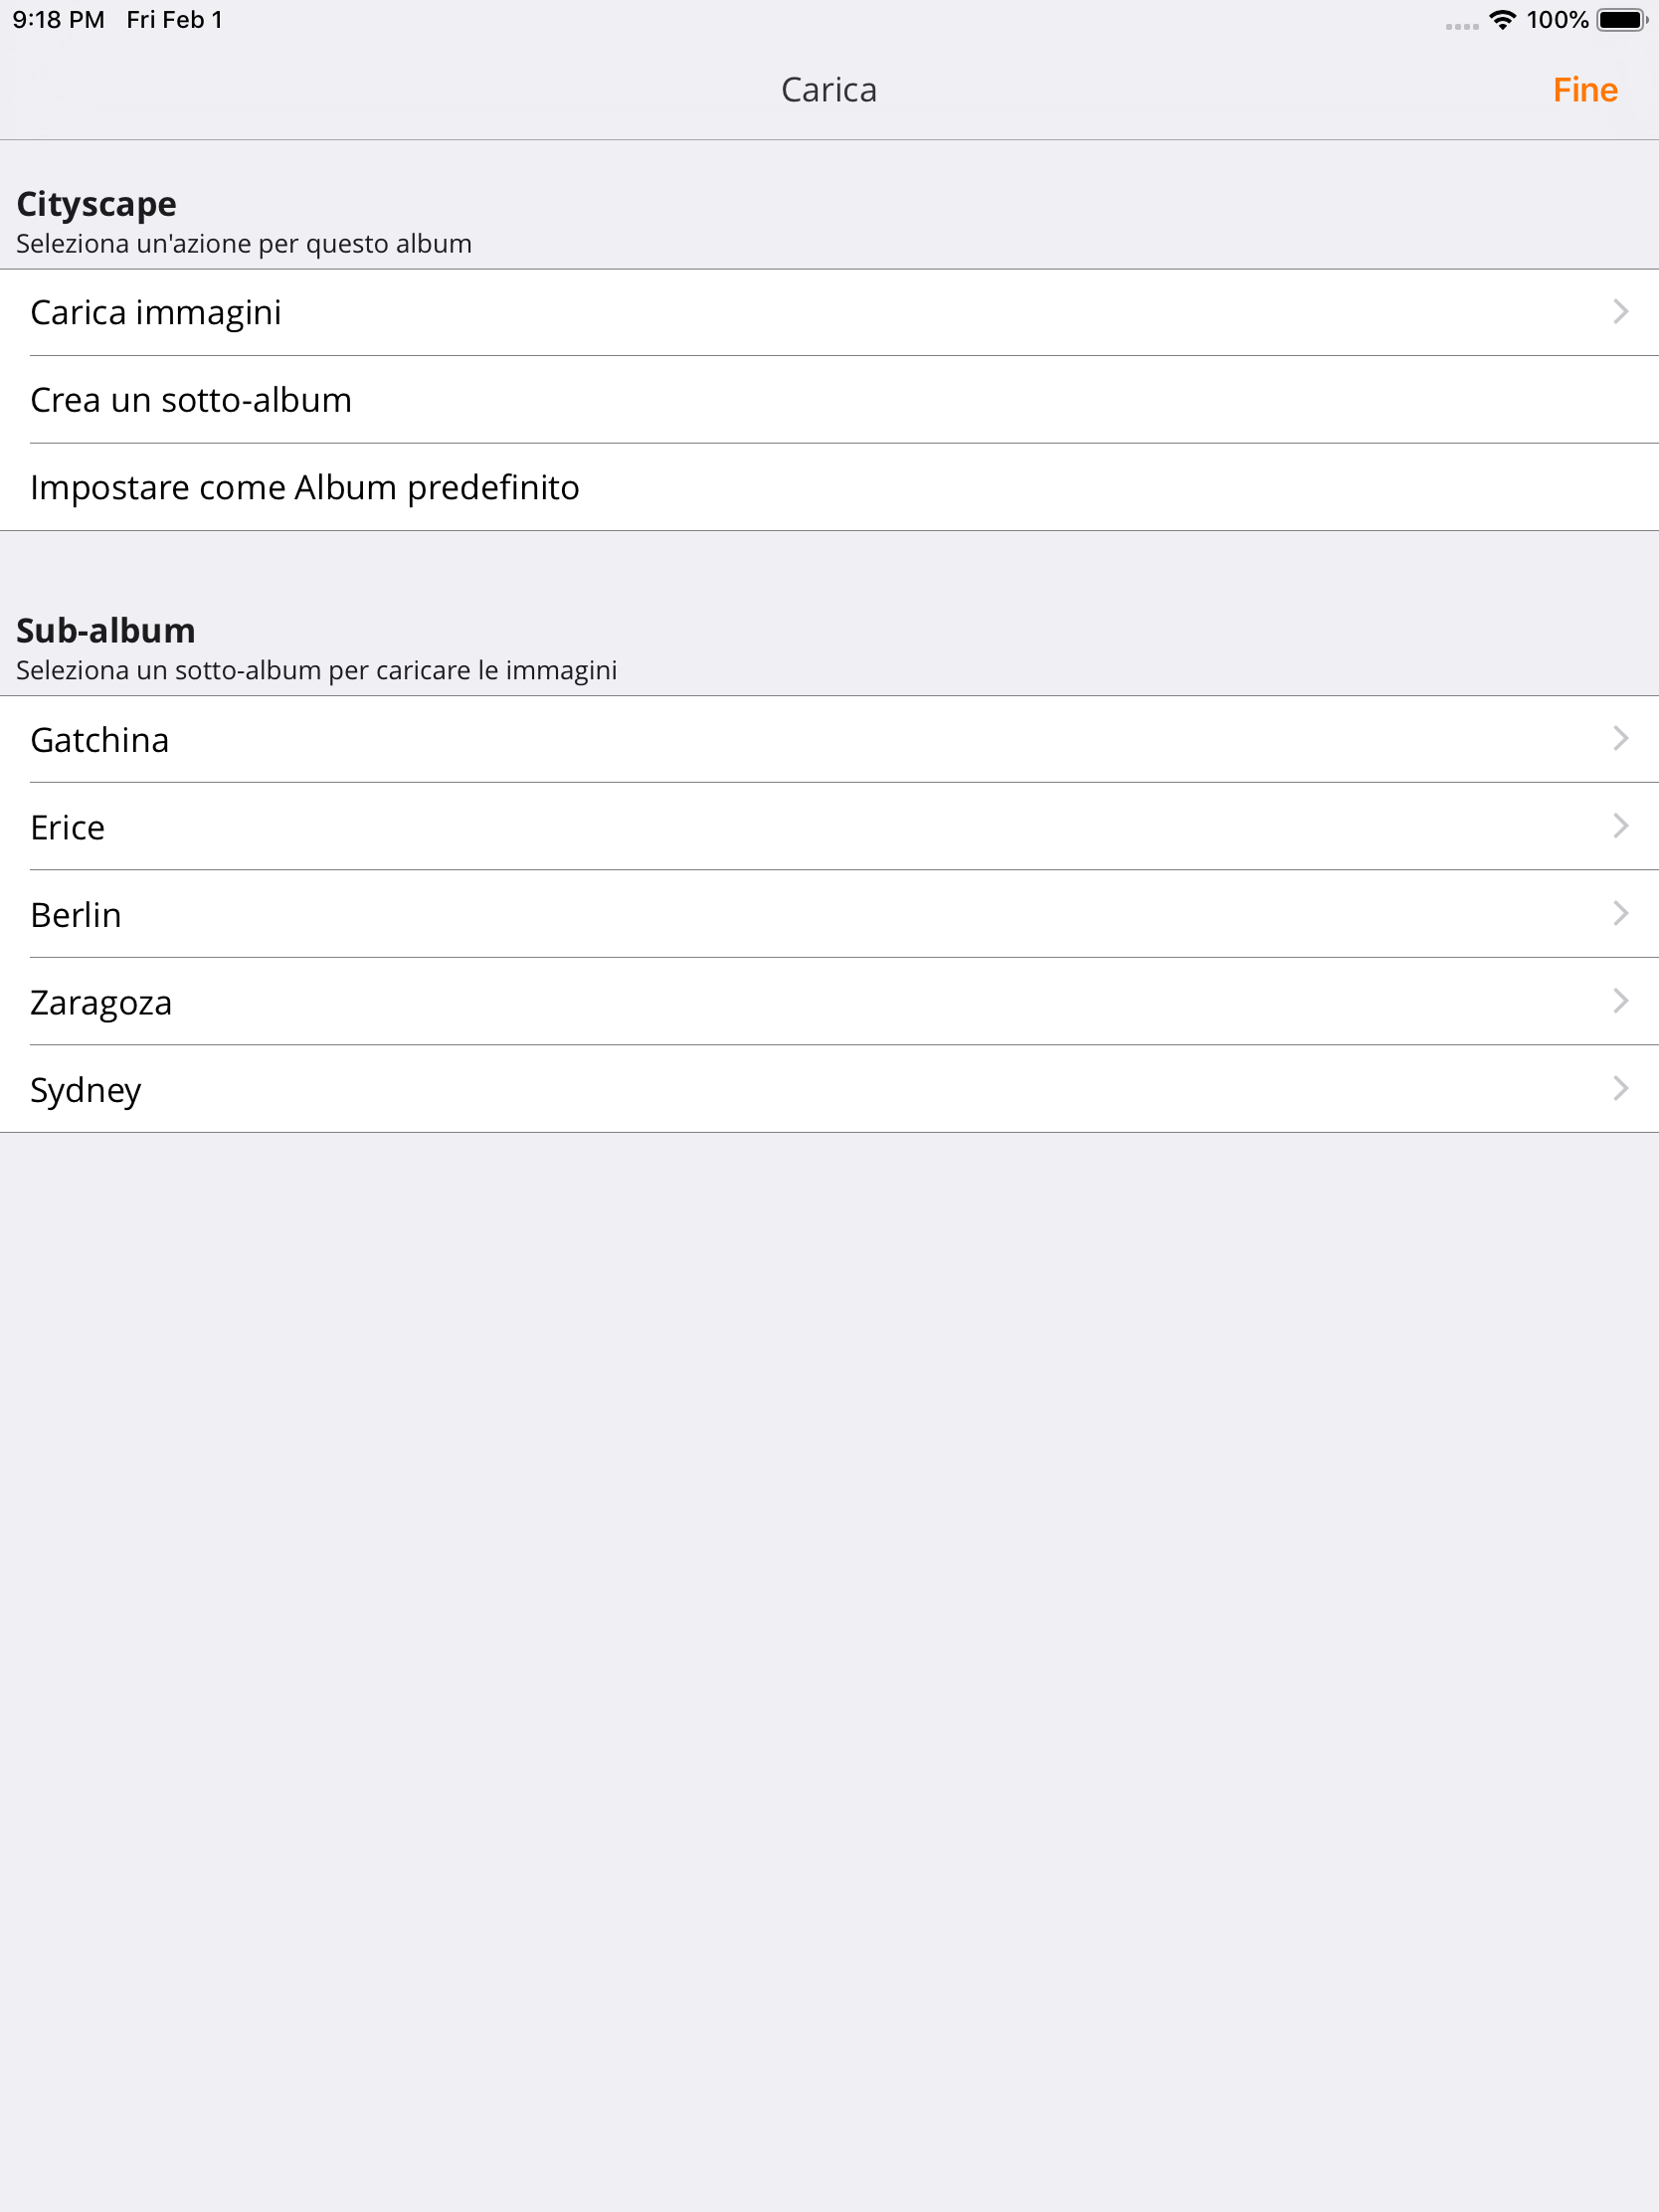 9:18 PM Fri Feb 1 100%
Carica Fine
Cityscape
Seleziona un'azione per questo album
Carica immagini
Crea un sotto-album
Impostare come Album predefinito
Sub-album
Seleziona un sotto-album per caricare le immagini
Gatchina
Erice
Berlin
Zaragoza
Sydney